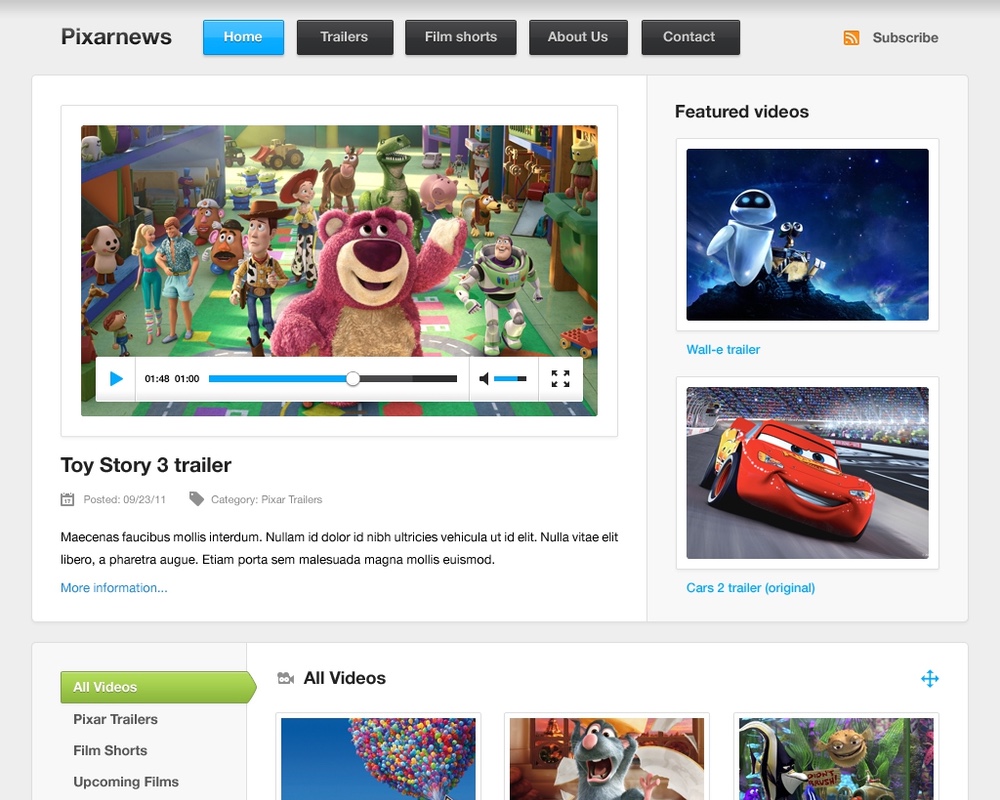 Pixarnews
Home
Trailers
Film shorts
About Us
Contact
Subscribe
01:48 01:00
Toy Story 3 trailer
Posted: 09/23/11
Category: Pixar Trailers
Maecenas faucibus mollis interdum. Nullam id dolor id nibh ultricies vehicula ut id elit. Nulla vitae elit
libero, a pharetra augue. Etiam porta sem malesuada magna mollis euismod.
More information...
Featured videos
Wall-e trailer
Cars 2 trailer (original)
All Videos
Pixar Trailers
Film Shorts
Upcoming Films
All Videos
DON'T
BRUSH!